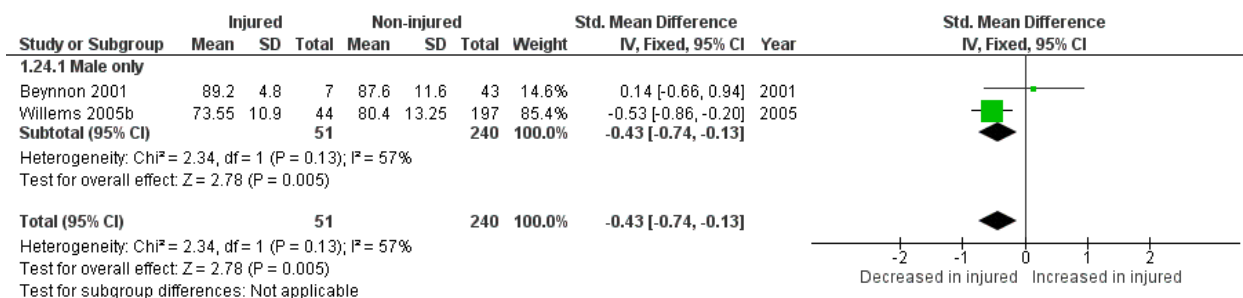 Injured Non-injured Std. Mean Difference Std. Mean Difference
Study or Subgroup Mean SD Total Mean SD Total Weight IV, Fixed, 95% CI Year IV, Fixed, 95% CI
1.24.1 Male only
Beynnon 2001 89.2 4.8 7 87.6 11.6 43 14.6% 0.14 [-0.66, 0.94] 2001
Willems 2005b 73.55 10.9 44 80.4 13.25 197 85.4% -0.53 [-0.86, -0.20] 2005
Subtotal (95% CI) 51 240 100.0% -0.43 [-0.74, -0.13]
Heterogeneity: Chi² = 2.34, df = 1 (P = 0.13); I² = 57%
Test for overall effect: Z = 2.78 (P = 0.005)
Total (95% CI) 51 240 100.0% -0.43 [-0.74, -0.13]
Heterogeneity: Chi² = 2.34, df = 1 (P = 0.13); I² = 57%
Test for overall effect: Z = 2.78 (P = 0.005)
Test for subgroup differences: Not applicable
-2 -1 0 1 2
Decreased in injured Increased in injured